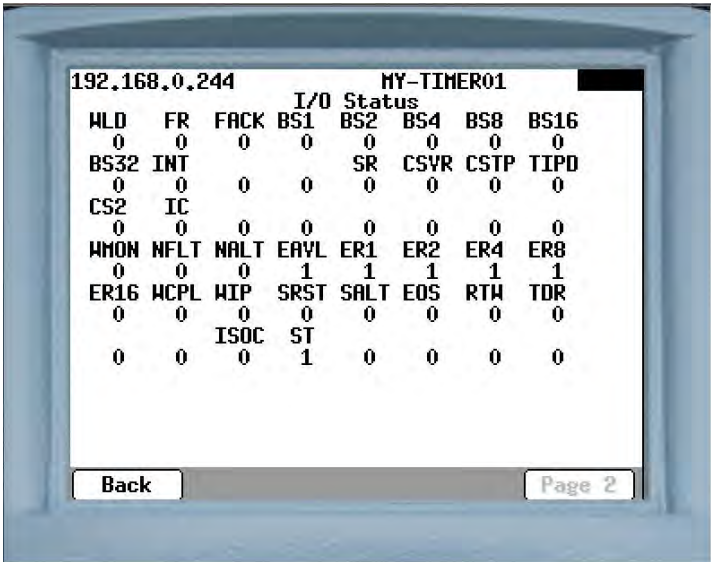 192.168.0.244 MY-TIMER01
I/O Status
WLD FR FACK BS1 BS2 BS4 BS8 BS16
0 0 0 0 0 0 0 0
BS32 INT SR CSVR CSTP TIPD
0 0 0 0 0 0 0 0
CS2 IC
0 0 0 0 0 0 0 0
WMON NFLT NALT EAVL ER1 ER2 ER4 ER8
0 0 0 1 1 1 1 1
ER16 WCPL WIP SRST SALT EOS RTW TDR
0 0 0 0 0 0 0 0
ISOC ST
0 0 0 1 0 0 0 0
Back Page 2